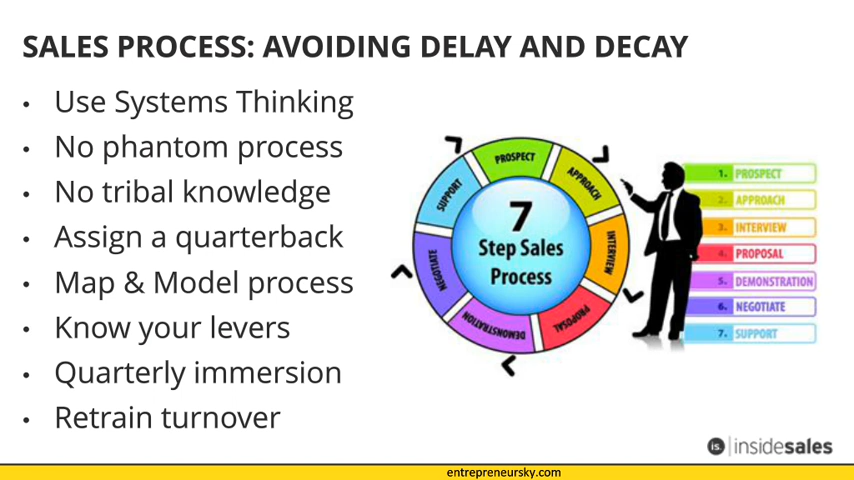 SALES PROCESS: AVOIDING DELAY AND DECAY
• Use Systems Thinking
• No phantom process
• No tribal knowledge
• Assign a quarterback
• Map & Model process
• Know your levers
• Quarterly immersion
• Retrain turnover
PROSPECT
APPROACH
INTERVIEW
PROPOSAL
DEMONSTRATION
NEGOTIATE
SUPPORT
7
Step Sales
Process
1. PROSPECT
2. APPROACH
3. INTERVIEW
4. PROPOSAL
5. DEMONSTRATION
6. NEGOTIATE
7. SUPPORT
is. insidesales
entrepreneursky.com